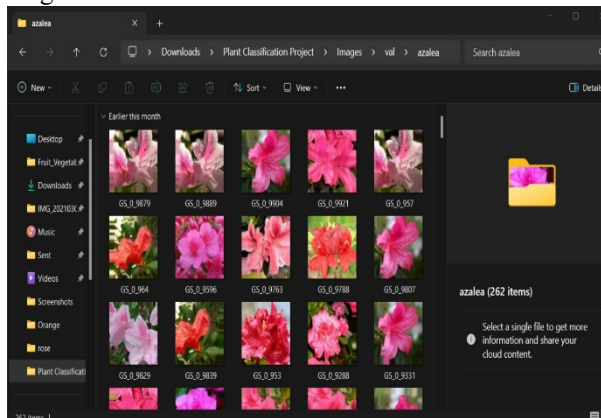 azalea
Downloads > Plant Classification Project > Images > val > azalea
Search azalea
New
Sort
View
Details
Earlier this month
Desktop
Fruit_Vegetat
Downloads
IMG_202103(
Music
Sent
Videos
Screenshots
Orange
rose
Plant Classificati
GS_0_9879 GS_0_9889 GS_0_9904 GS_0_9921 GS_0_957
GS_0_964 GS_0_9596 GS_0_9763 GS_0_9788 GS_0_9807
GS_0_9829 GS_0_9839 GS_0_953 GS_0_9288 GS_0_9331
azalea (262 items)
Select a single file to get more
information and share your
cloud content.
262 items